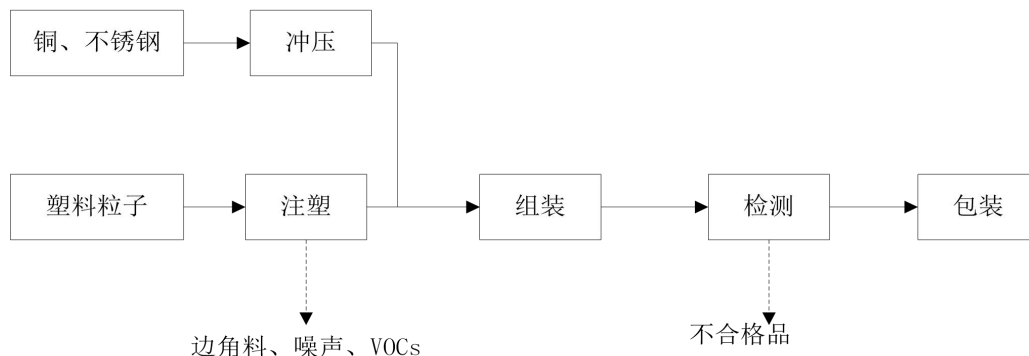 铜、不锈钢
冲压
塑料粒子
注塑
组装
检测
包装
边角料、噪声、VOCs
不合格品